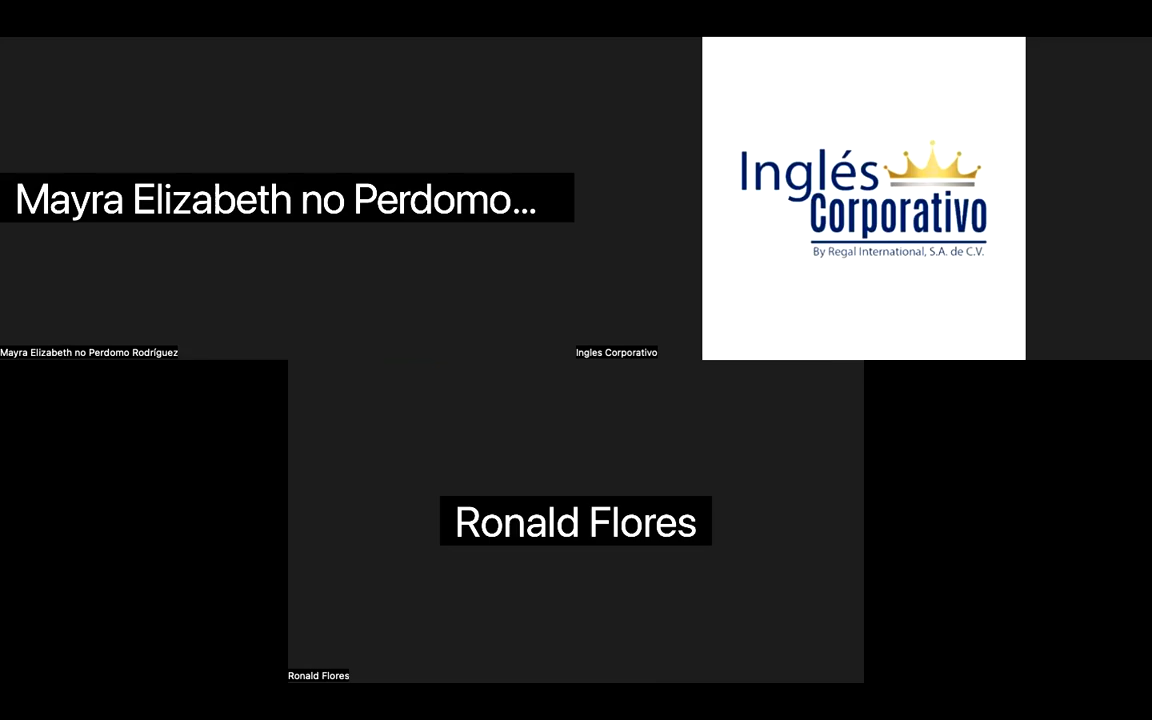 Mayra Elizabeth no Perdomo...
Inglés
Corporativo
By Regal International, S.A. de C.V.
Mayra Elizabeth no Perdomo Rodríguez
Ingles Corporativo
Ronald Flores
Ronald Flores